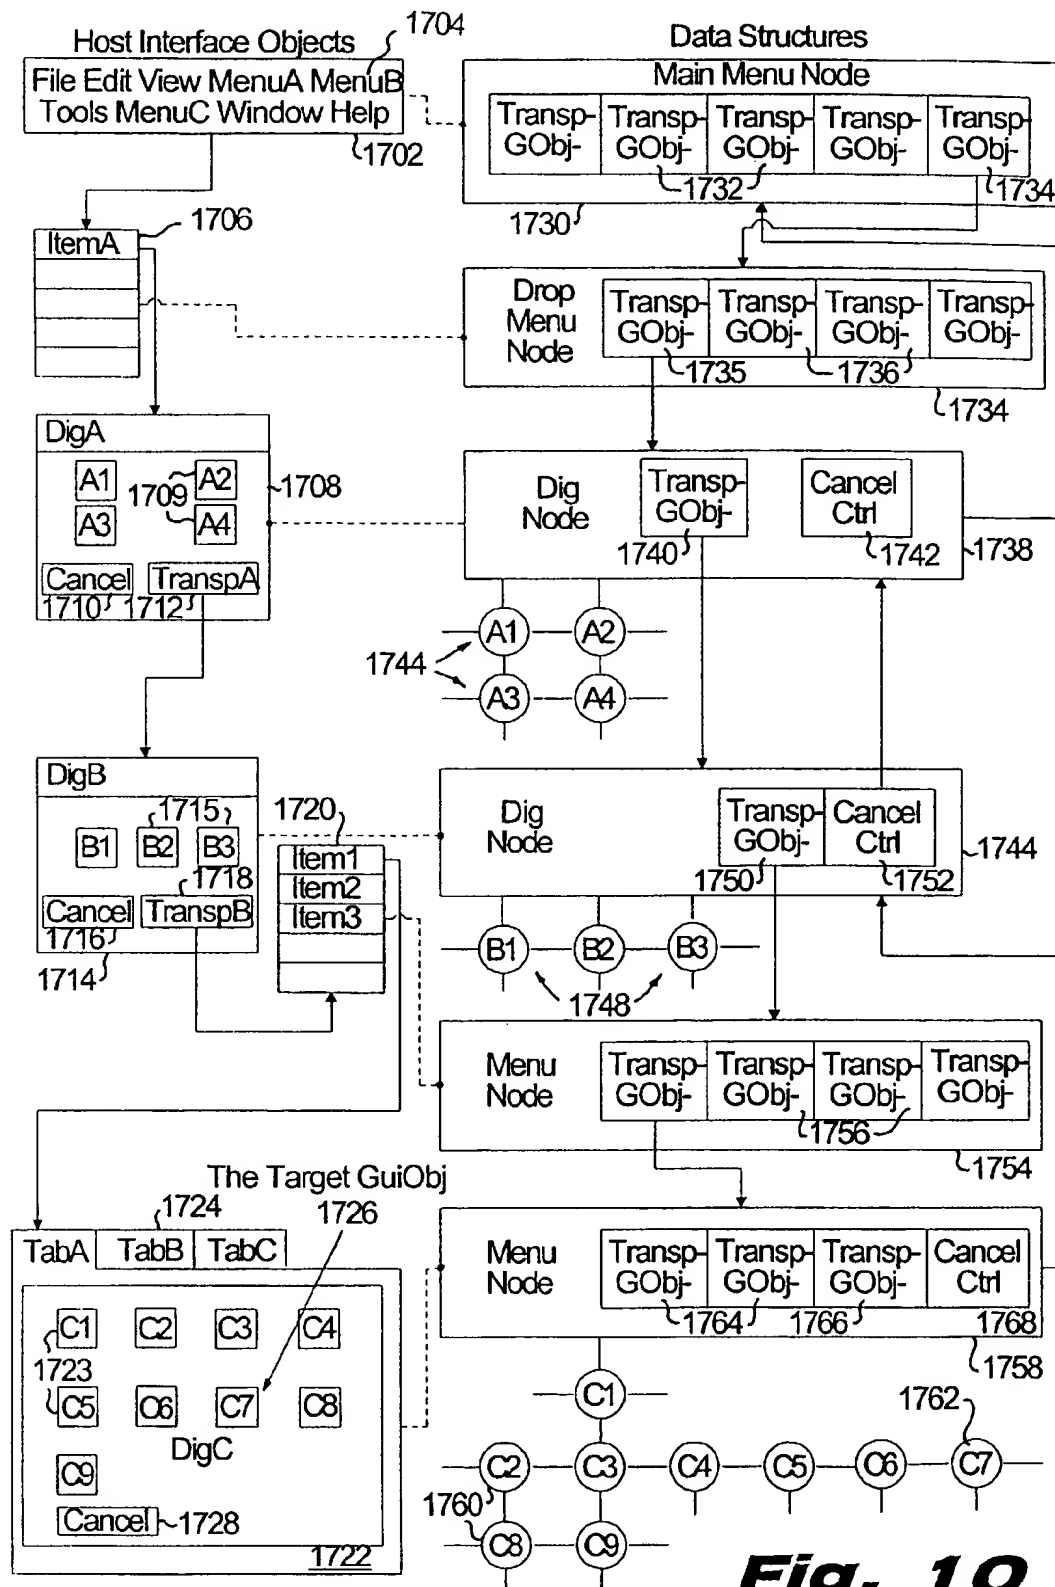 Host Interface Objects
1704
File Edit View MenuA MenuB
Tools MenuC Window Help
1702
1706
ItemA
DigA
A1
A2
1709
A3
A4
1708
Cancel
TranspA
1710
1712
DigB
1715
B1
B2
B3
1718
Cancel
TranspB
1716
1714
1720
Item1
Item2
Item3
The Target GuiObj
1724
1726
TabA
TabB
TabC
C1
C2
C3
C4
1723
C5
C6
C7
C8
DigC
C9
Cancel
1728
1722
Data Structures
Main Menu Node
Transp-
GObj-
Transp-
GObj-
Transp-
GObj-
Transp-
GObj-
Transp-
GObj-
1732
1734
1730
Drop
Menu
Node
Transp-
GObj-
Transp-
GObj-
Transp-
GObj-
Transp-
GObj-
1735
1736
1734
Dig
Node
Transp-
GObj-
Cancel
Ctrl
1740
1742
1738
A1
A2
1744
A3
A4
Dig
Node
Transp-
GObj-
Cancel
Ctrl
1744
1750
1752
B1
B2
B3
1748
Menu
Node
Transp-
GObj-
Transp-
GObj-
Transp-
GObj-
Transp-
GObj-
1756
1754
Menu
Node
Transp-
GObj-
Transp-
GObj-
Transp-
GObj-
Cancel
Ctrl
1764
1766
1768
1758
C1
1762
C2
C3
C4
C5
C6
C7
1760
C8
C9
Fig. 10